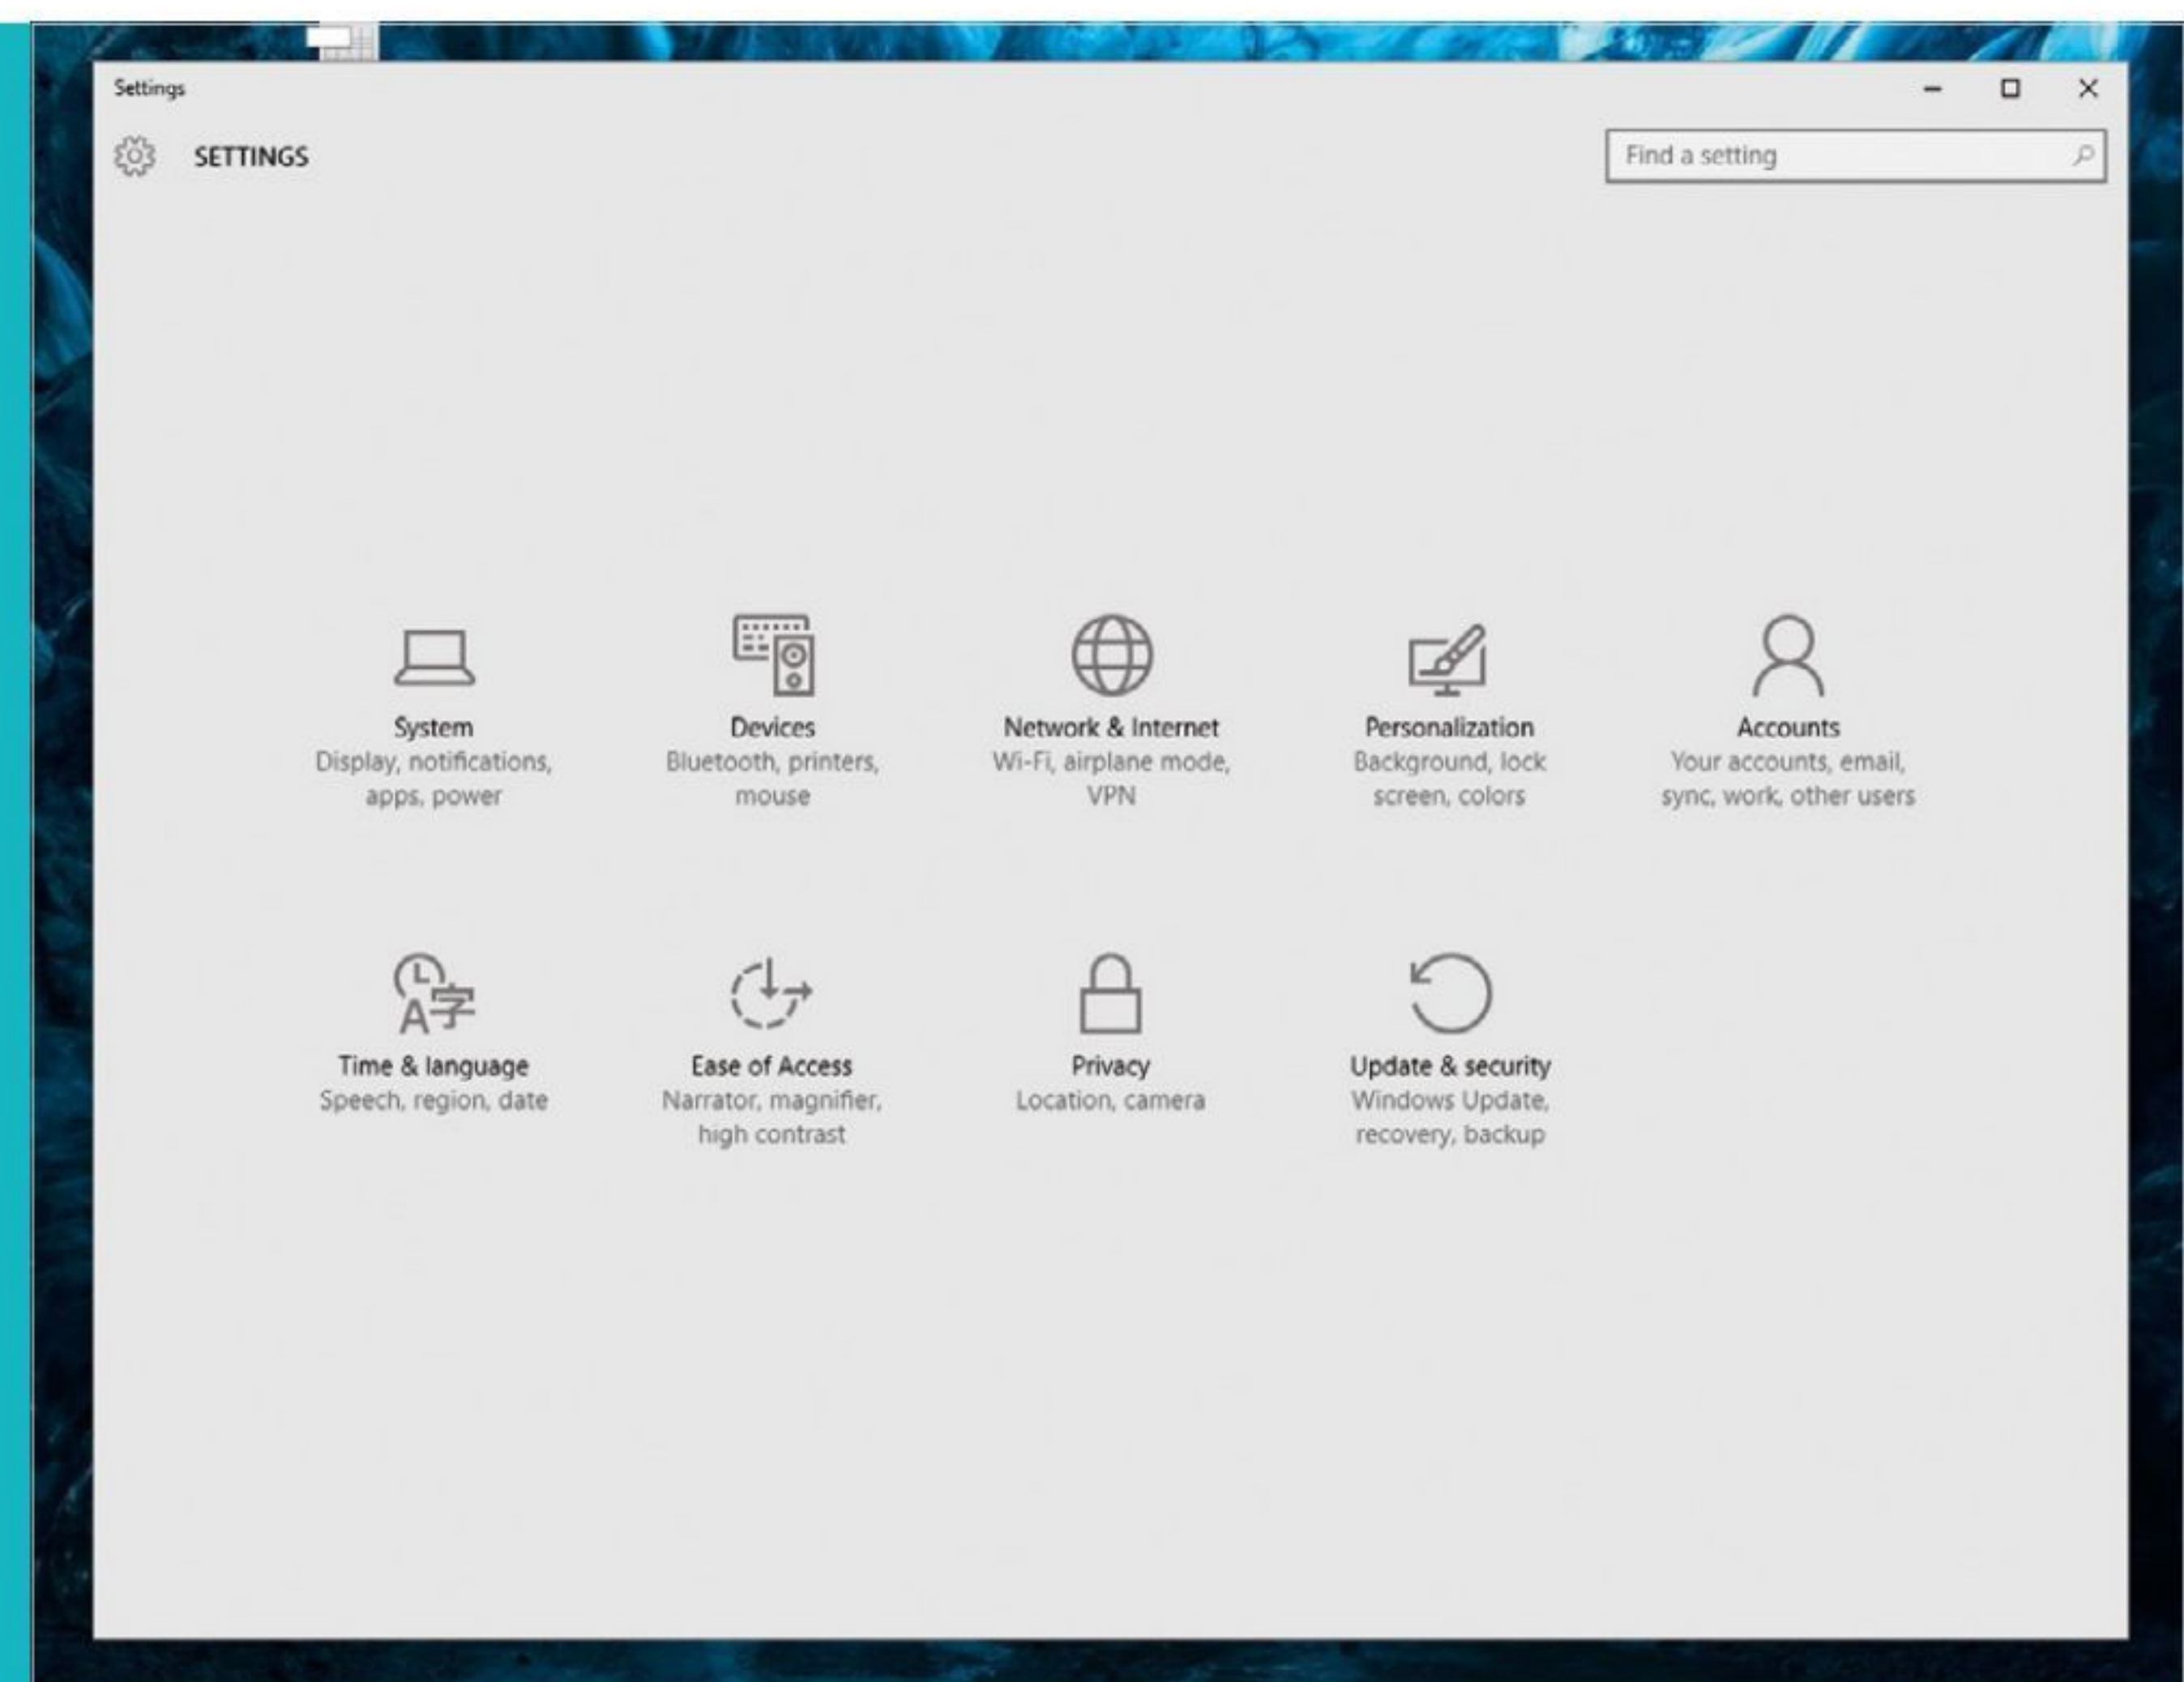 Settings
SETTINGS
Find a setting
System
Display, notifications,
apps, power
Devices
Bluetooth, printers,
mouse
Network & Internet
Wi-Fi, airplane mode,
VPN
Personalization
Background, lock
screen, colors
Accounts
Your accounts, email,
sync, work, other users
A字
Time & language
Speech, region, date
Ease of Access
Narrator, magnifier,
high contrast
Privacy
Location, camera
Update & security
Windows Update,
recovery, backup